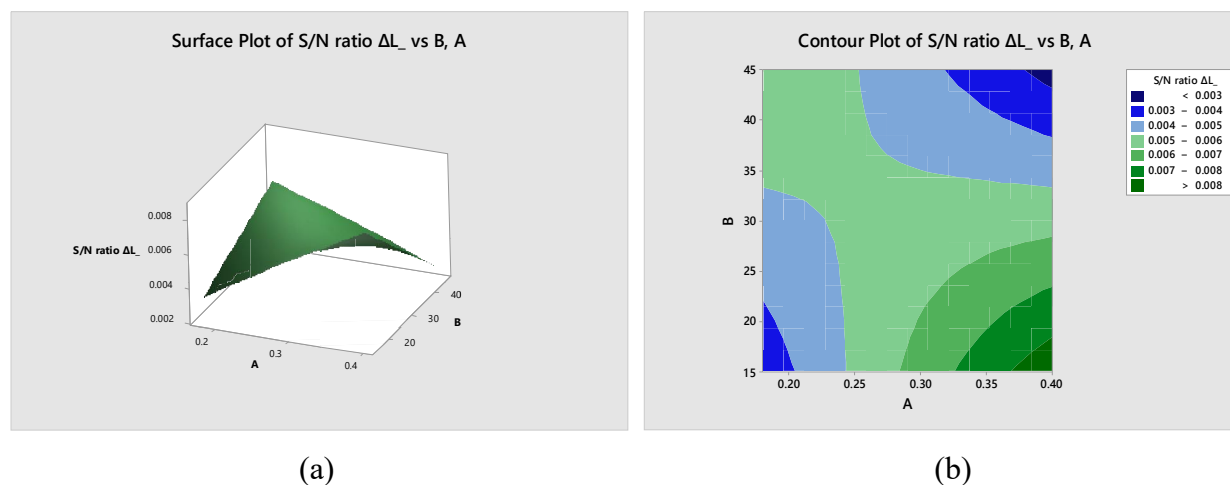 Surface Plot of S/N ratio ΔL_ vs B, A
0.008
0.006
S/N ratio ΔL_
0.004
0.002
0.2
0.3
0.4
A
20
30
40
B
(a)
Contour Plot of S/N ratio ΔL_ vs B, A
45
40
35
30
25
20
15
B
0.20 0.25 0.30 0.35 0.40
A
S/N ratio ΔL_
< 0.003
0.003 – 0.004
0.004 – 0.005
0.005 – 0.006
0.006 – 0.007
0.007 – 0.008
> 0.008
(b)